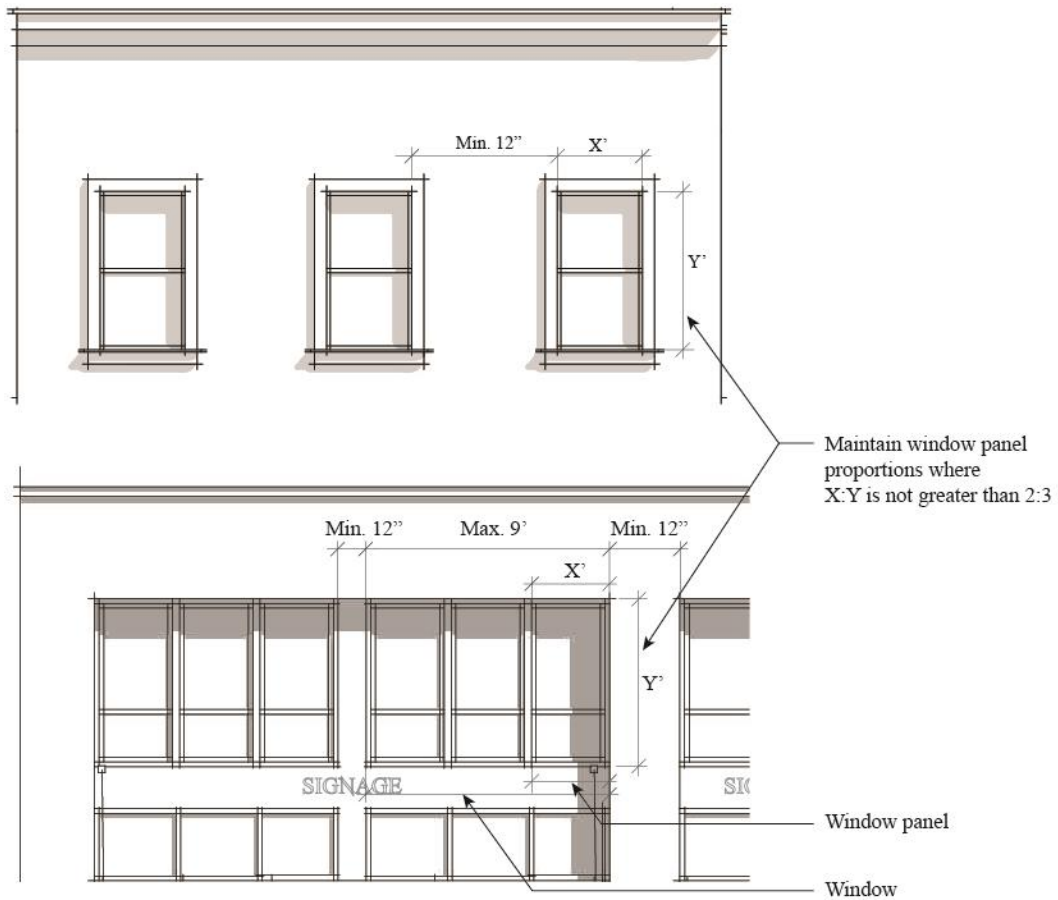 Min. 12”
X’
Y’
Maintain window panel
proportions where
X:Y is not greater than 2:3
Min. 12”
Max. 9’
Min. 12”
X’
Y’
SIGNAGE
SIG
Window panel
Window